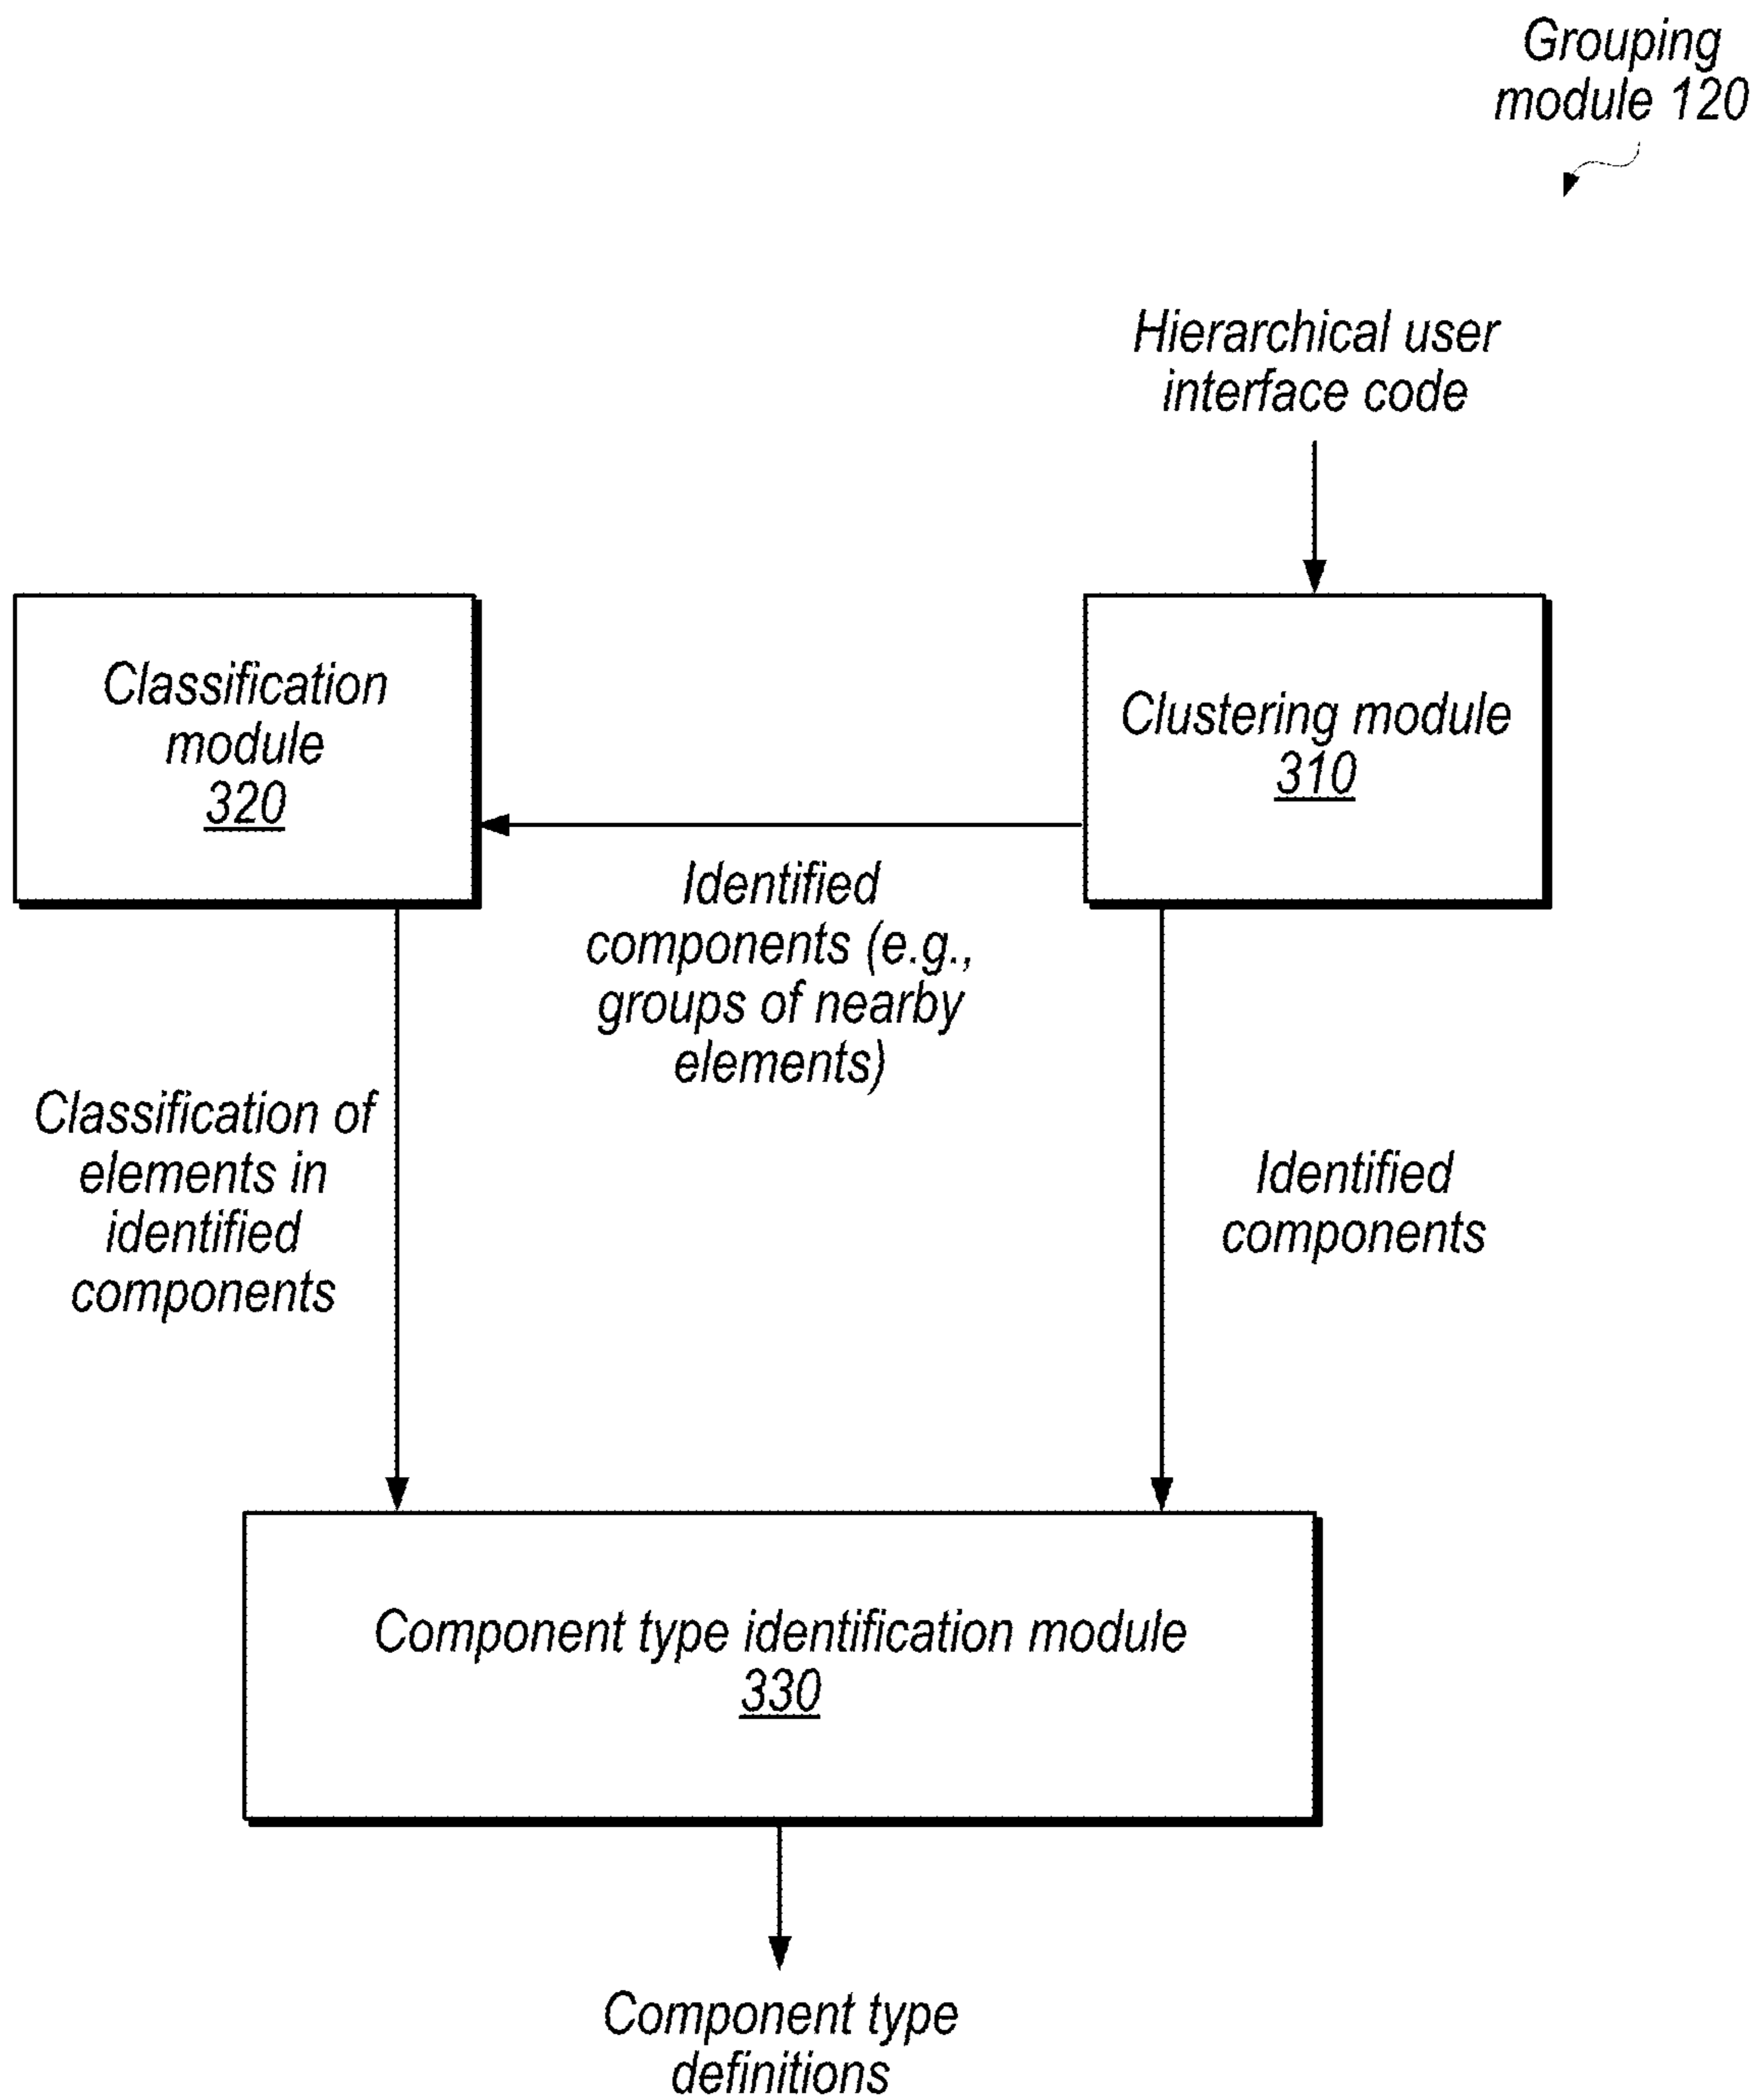 Grouping
module 120
Hierarchical user
interface code
Classification
module
320
Clustering module
310
Identified
components (e.g.,
groups of nearby
elements)
Classification of
elements in
identified
components
Identified
components
Component type identification module
330
Component type
definitions